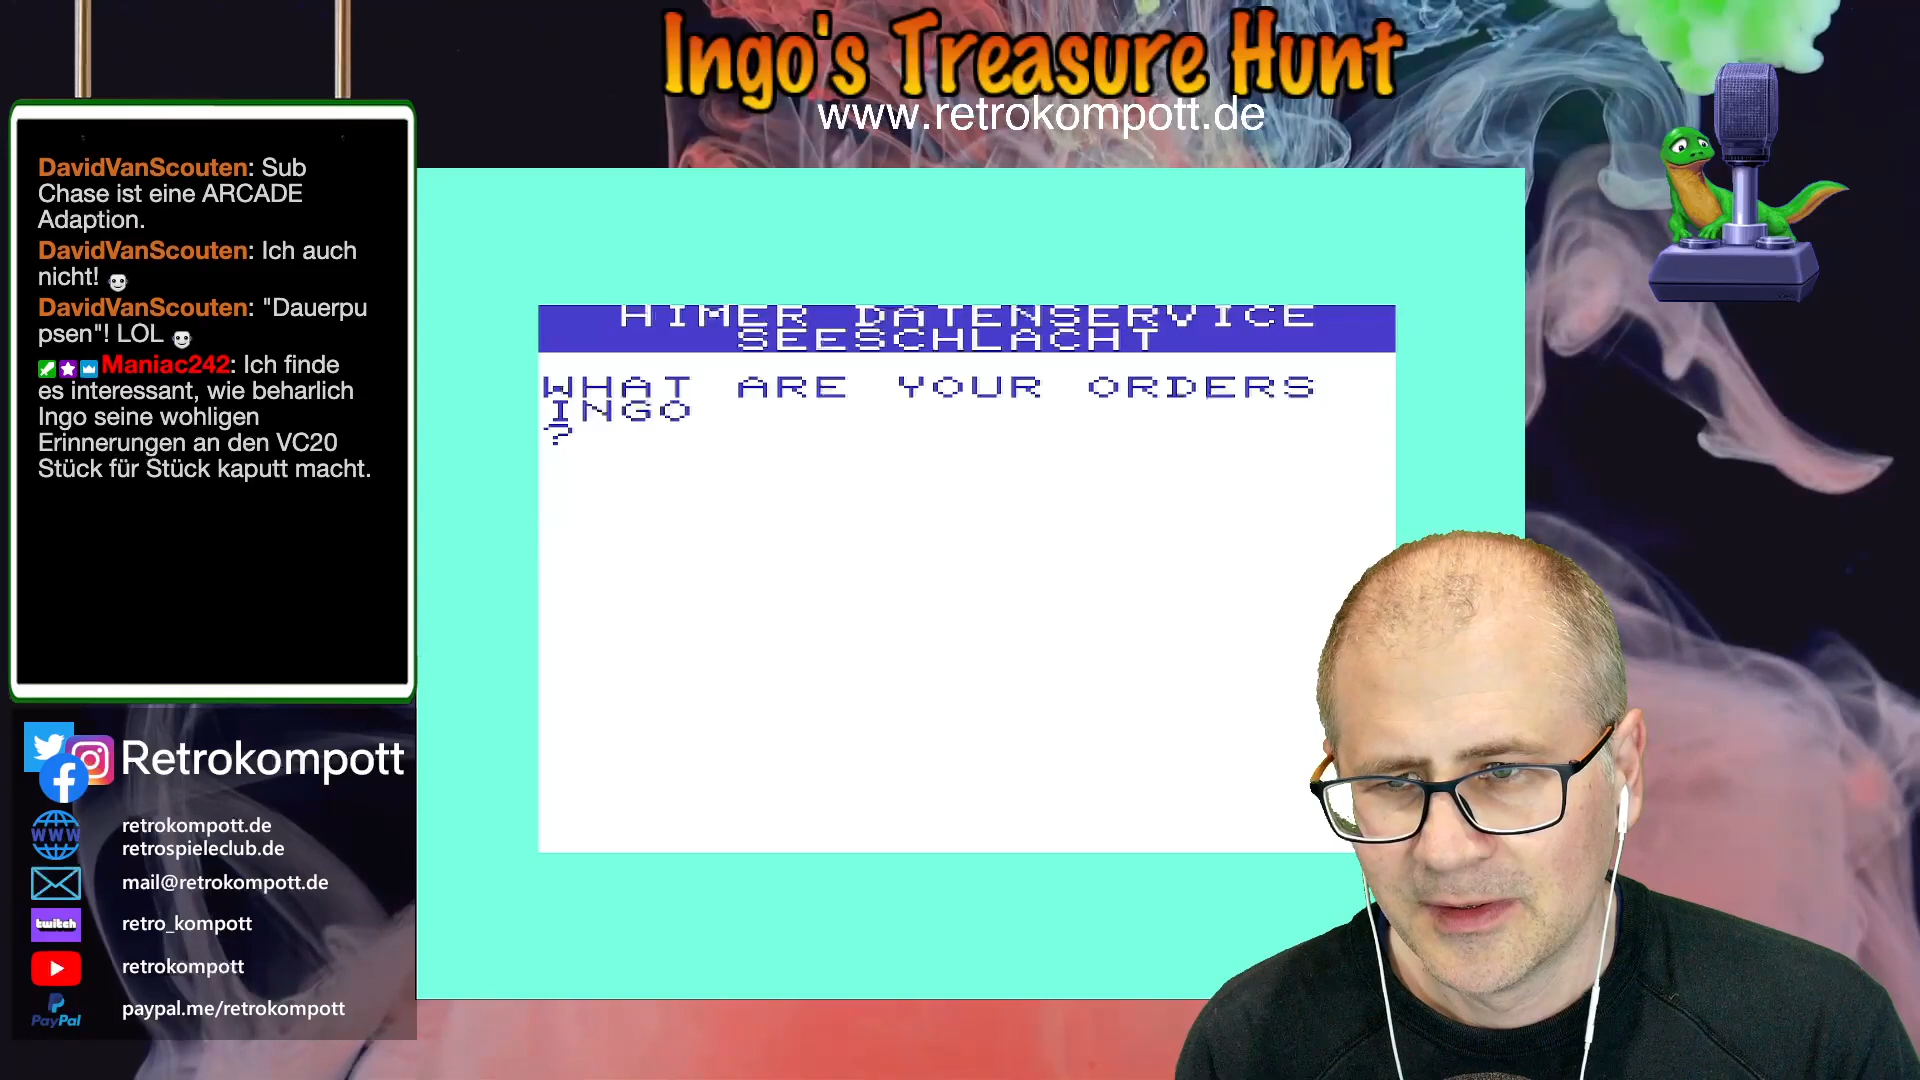 Ingo's Treasure Hunt
www.retrokompott.de
DavidVanScouten: Sub
Chase ist eine ARCADE
Adaption.
DavidVanScouten: Ich auch
nicht!
DavidVanScouten: "Dauerpu
psen"! LOL
Maniac242: Ich finde
es interessant, wie beharlich
Ingo seine wohligen
Erinnerungen an den VC20
Stück für Stück kaputt macht.
HIMER DATENSERVICE
SEESCHLACHT
WHAT ARE YOUR ORDERS
INGO
?
Retrokompott
WWW
retrokompott.de
retrospieleclub.de
mail@retrokompott.de
twitch
retro_kompott
retrokompott
PayPal
paypal.me/retrokompott